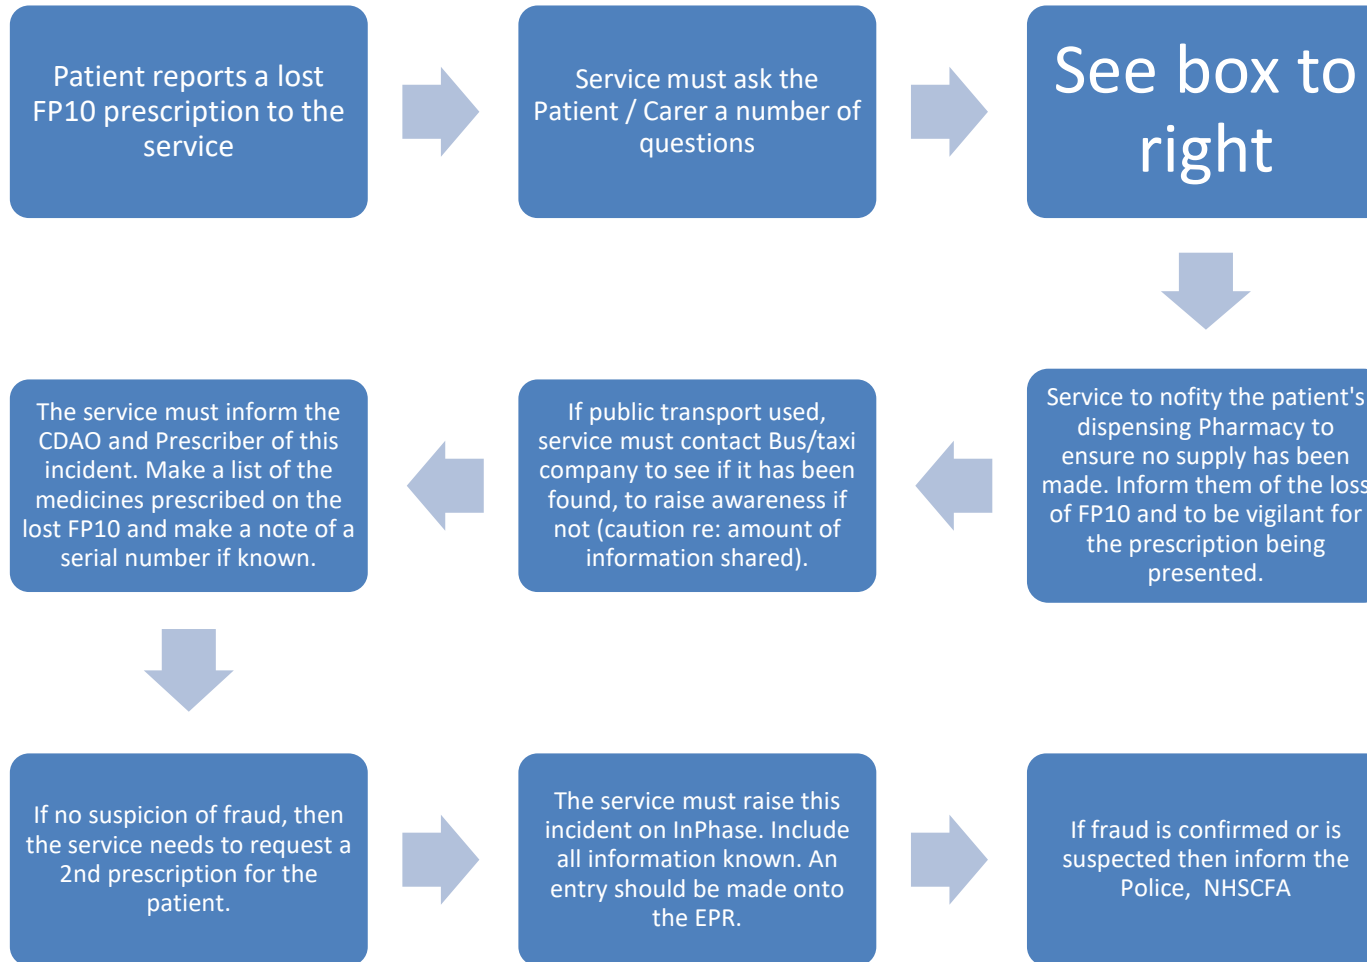 Patient reports a lost
FP10 prescription to the
service
Service must ask the
Patient / Carer a number of
questions
See box to
right
Service to nofity the patient's
dispensing Pharmacy to
ensure no supply has been
made. Inform them of the loss
of FP10 and to be vigilant for
the prescription being
presented.
If public transport used,
service must contact Bus/taxi
company to see if it has been
found, to raise awareness if
not (caution re: amount of
information shared).
The service must inform the
CDAO and Prescriber of this
incident. Make a list of the
medicines prescribed on the
lost FP10 and make a note of a
serial number if known.
If no suspicion of fraud, then
the service needs to request a
2nd prescription for the
patient.
The service must raise this
incident on InPhase. Include
all information known. An
entry should be made onto
the EPR.
If fraud is confirmed or is
suspected then inform the
Police, NHSCFA